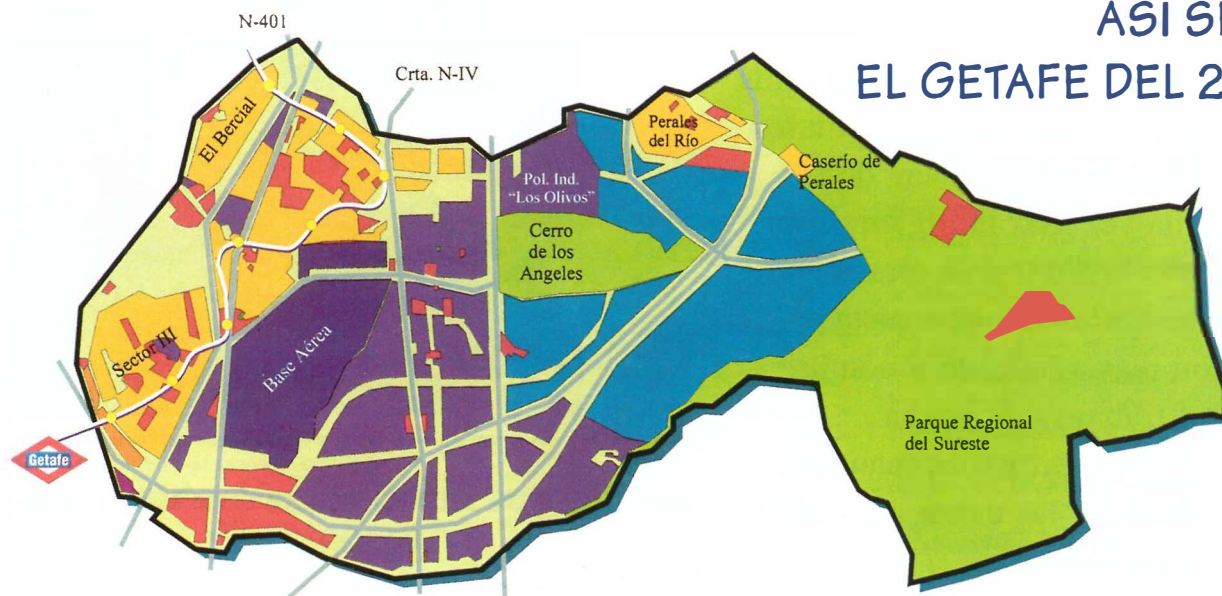 ASI S
EL GETAFE DEL 2
N-401
Crta. N-IV
El Bercial
Perales
del Río
Caserío de
Perales
Pol. Ind.
"Los Olivos"
Cerro
de los
Angeles
Sector III
Base Aérea
Parque Regional
del Sureste
Getafe